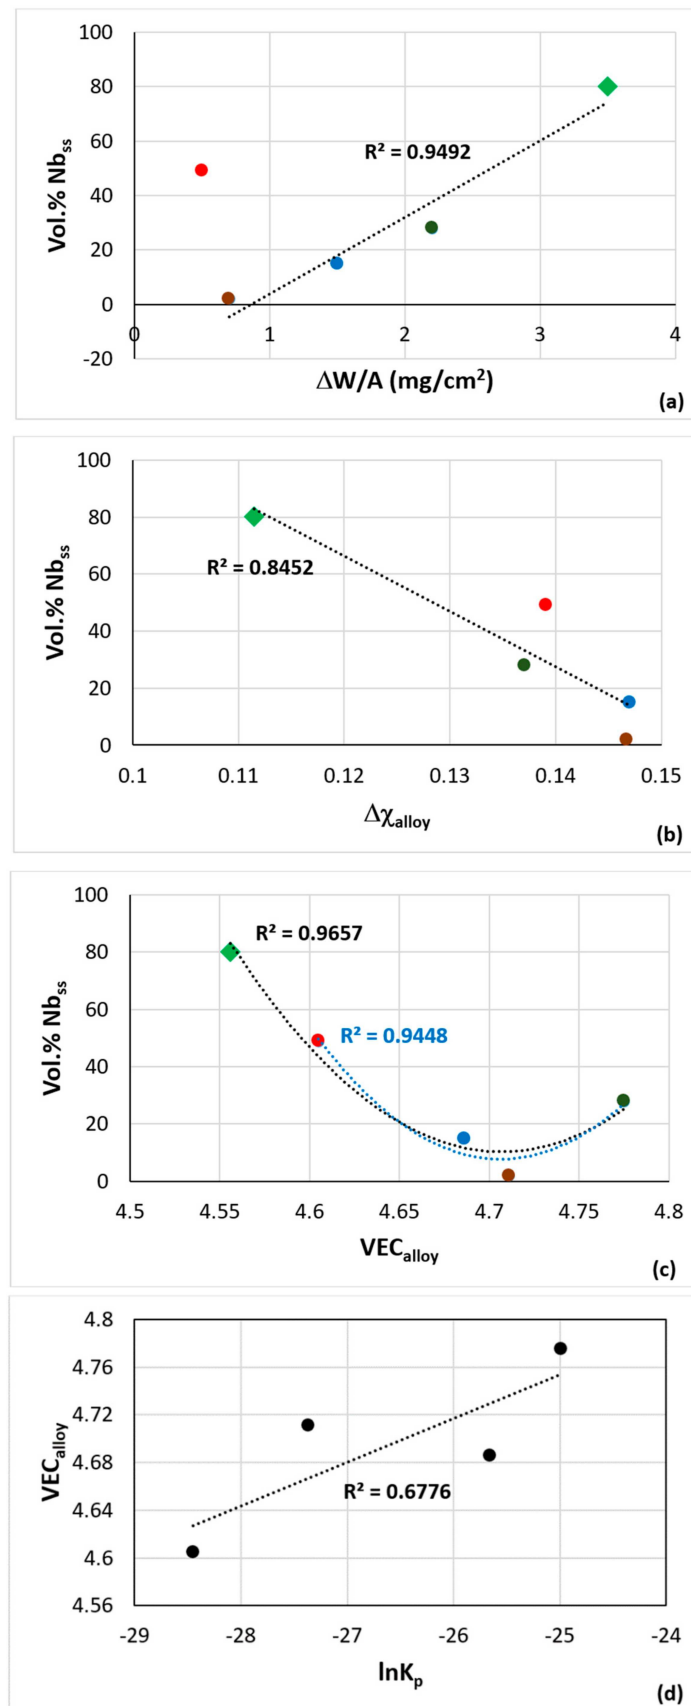 100
80
60
40
20
0
-20
Vol.% Nbss
R² = 0.9492
0 1 2 3 4
ΔW/A (mg/cm²)
(a)
100
80
60
40
20
0
Vol.% Nbss
R² = 0.8452
0.1 0.11 0.12 0.13 0.14 0.15
Δχalloy
(b)
100
80
60
40
20
0
Vol.% Nbss
R² = 0.9657
R² = 0.9448
4.5 4.55 4.6 4.65 4.7 4.75 4.8
VECalloy
(c)
4.8
4.76
4.72
4.68
4.64
4.6
4.56
VECalloy
R² = 0.6776
-29 -28 -27 -26 -25 -24
lnKp
(d)